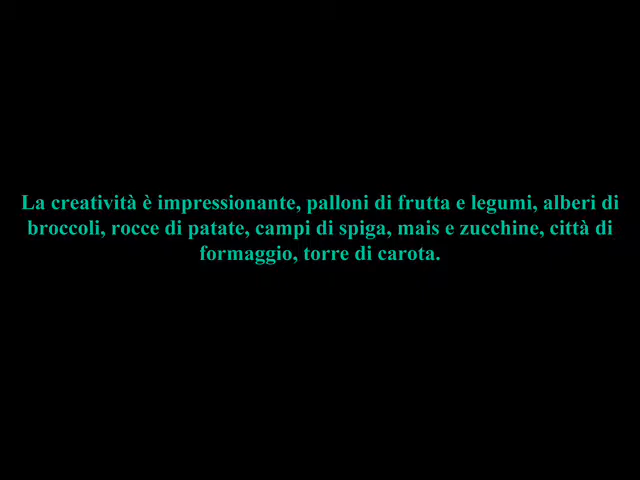 La creatività è impressionante, palloni di frutta e legumi, alberi di
broccoli, rocce di patate, campi di spiga, mais e zucchine, città di
formaggio, torre di carota.